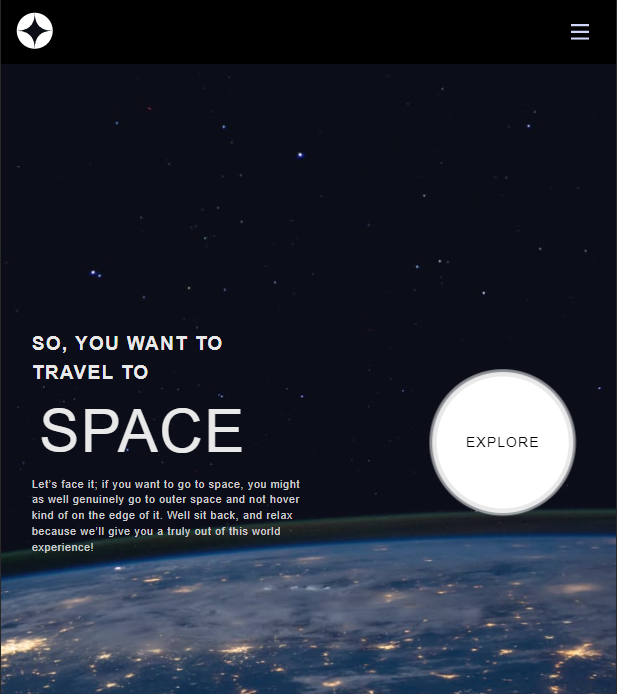 SO, YOU WANT TO
TRAVEL TO
SPACE
Let’s face it; if you want to go to space, you might
as well genuinely go to outer space and not hover
kind of on the edge of it. Well sit back, and relax
because we’ll give you a truly out of this world
experience!
EXPLORE